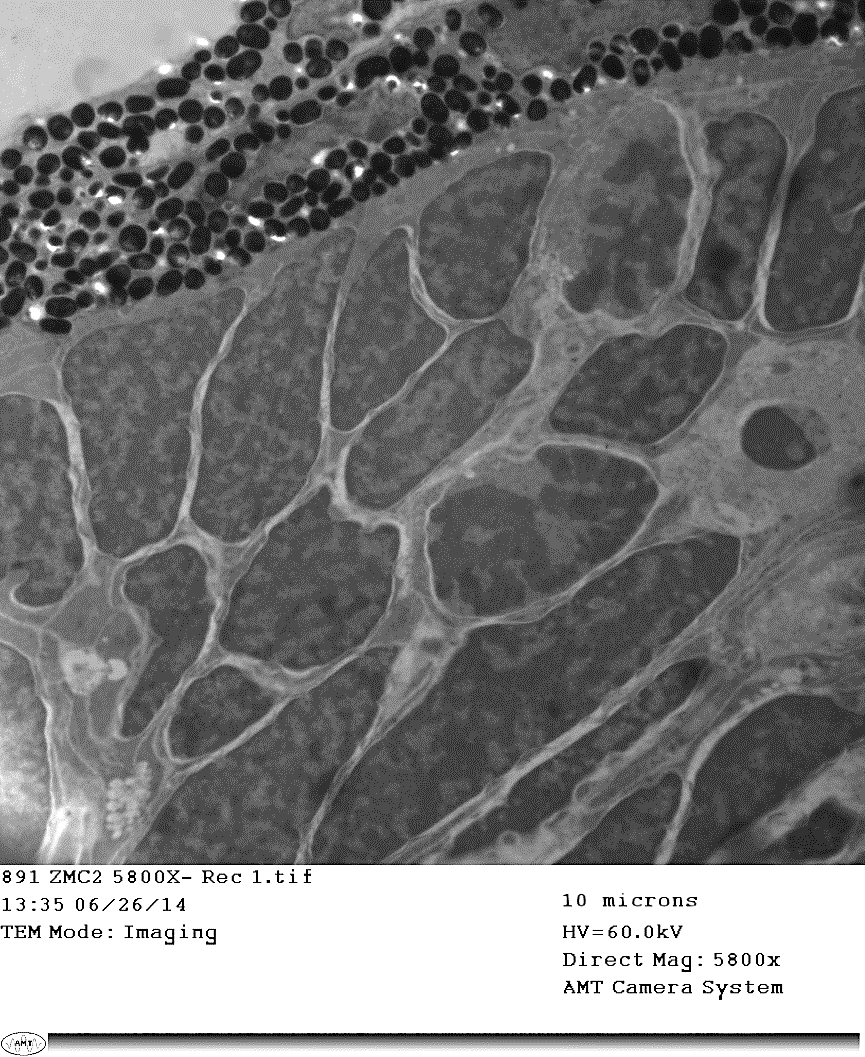 891 ZMC2 5800X- Rec 1.tif
13:35 06/26/14
TEM Mode: Imaging
10 microns
HV=60.0kV
Direct Mag: 5800x
AMT Camera System
AMT